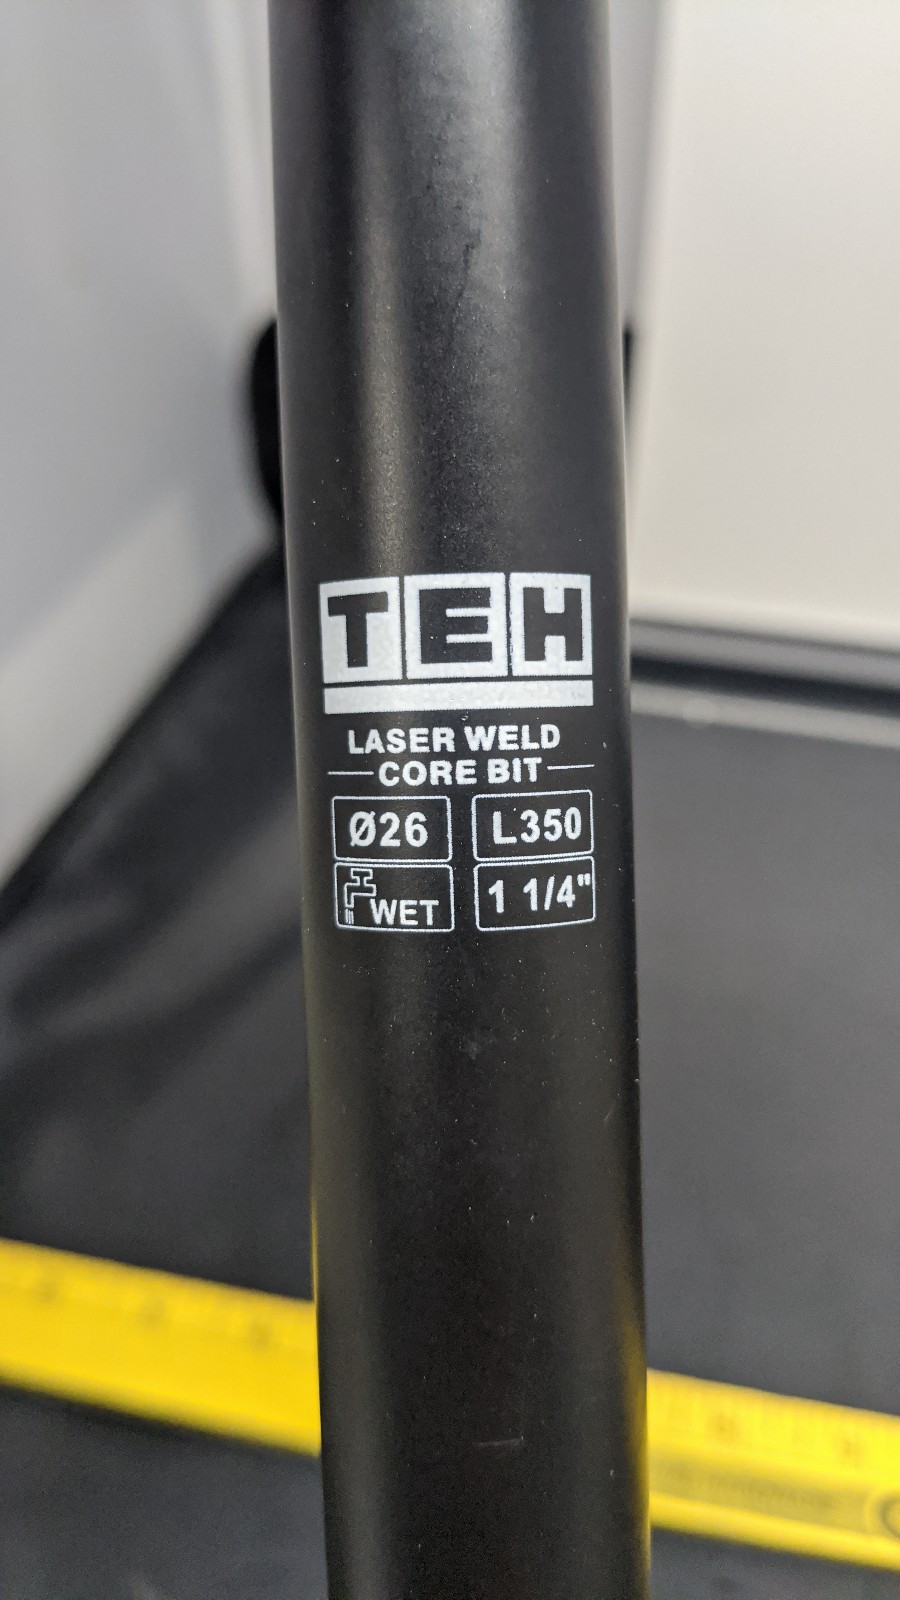 TEH
LASER WELD
CORE BIT
Ø26 L350
WET 1 1/4"